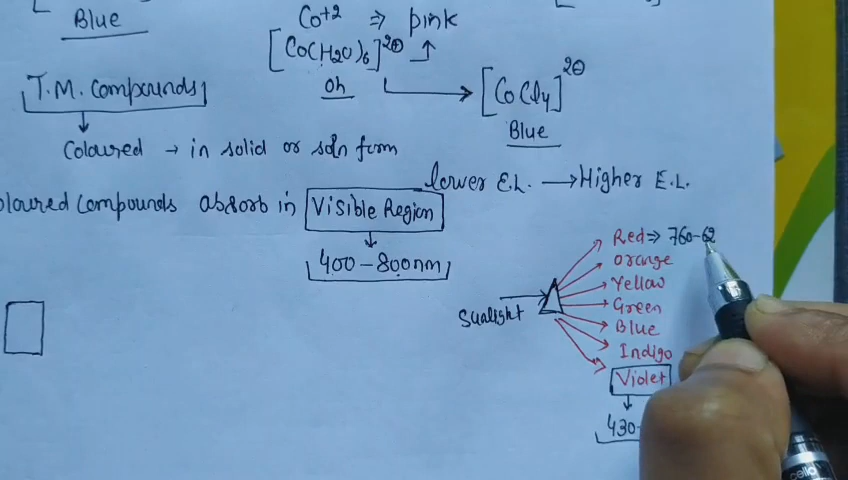 Blue
Co+2 ⇒ pink
[Co(H2O)6]2⊕
Oh
[CoCl4]2⊖
Blue
T.M. Compounds
Coloured → in solid or soln form
oloured Compounds absorb in Visible Region
lower E.L. → Higher E.L.
400-800nm
Sunlight
Red ⇒ 760-62
Orange
Yellow
Green
Blue
Indigo
Violet
430-
cello